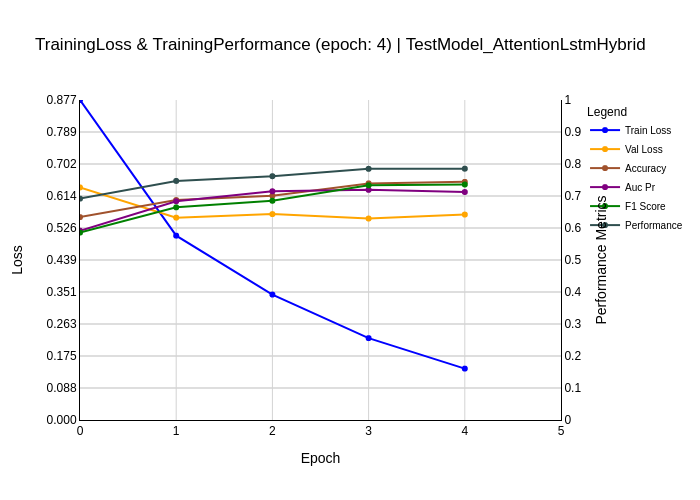 TrainingLoss & TrainingPerformance (epoch: 4) | TestModel_AttentionLstmHybrid
0.877
0.789
0.702
0.614
0.526
0.439
0.351
0.263
0.175
0.088
0.000
Loss
0
1
2
3
4
5
Epoch
1
0.9
0.8
0.7
0.6
0.5
0.4
0.3
0.2
0.1
0
Performance Metrics
Legend
Train Loss
Val Loss
Accuracy
Auc Pr
F1 Score
Performance